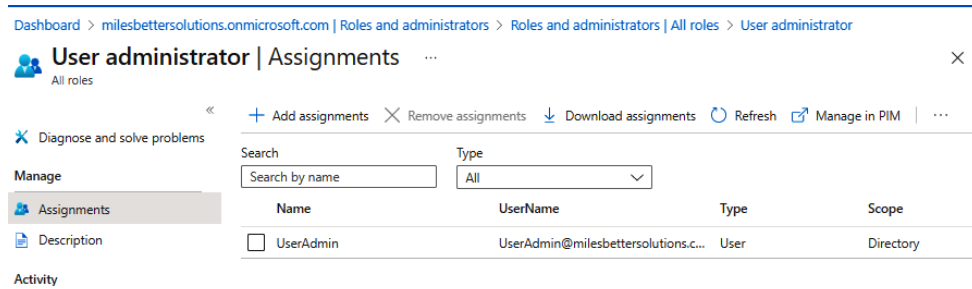 Dashboard > milesbettersolutions.onmicrosoft.com | Roles and administrators > Roles and administrators | All roles > User administrator
User administrator | Assignments ...
All roles
Add assignments Remove assignments Download assignments Refresh Manage in PIM ...
Diagnose and solve problems
Search Type
Manage
Search by name All
Assignments
Name UserName Type Scope
Description
UserAdmin UserAdmin@milesbettersolutions.c... User Directory
Activity